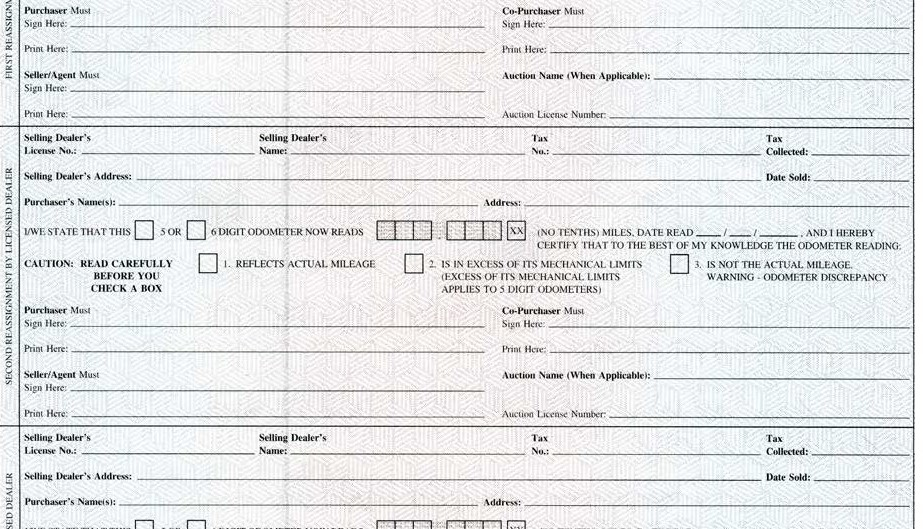 FIRST REASSIGNM
Purchaser Must
Sign Here:
Co-Purchaser Must
Sign Here:
Print Here:
Print Here:
Seller/Agent Must
Sign Here:
Auction Name (When Applicable):
Print Here:
Auction License Number:
SECOND REASSIGNMENT BY LICENSED DEALER
Selling Dealer's
License No.:
Selling Dealer's
Name:
Tax
No.:
Tax
Collected:
Selling Dealer's Address:
Date Sold:
Purchaser's Name(s):
Address:
I/WE STATE THAT THIS 5 OR 6 DIGIT ODOMETER NOW READS , XX (NO TENTHS) MILES, DATE READ / / , AND I HEREBY
CERTIFY THAT TO THE BEST OF MY KNOWLEDGE THE ODOMETER READING:
CAUTION: READ CAREFULLY
BEFORE YOU
CHECK A BOX
1. REFLECTS ACTUAL MILEAGE
2. IS IN EXCESS OF ITS MECHANICAL LIMITS
(EXCESS OF ITS MECHANICAL LIMITS
APPLIES TO 5 DIGIT ODOMETERS)
3. IS NOT THE ACTUAL MILEAGE.
WARNING - ODOMETER DISCREPANCY
Purchaser Must
Sign Here:
Co-Purchaser Must
Sign Here:
Print Here:
Print Here:
Seller/Agent Must
Sign Here:
Auction Name (When Applicable):
Print Here:
Auction License Number:
SED DEALER
Selling Dealer's
License No.:
Selling Dealer's
Name:
Tax
No.:
Tax
Collected:
Selling Dealer's Address:
Date Sold:
Purchaser's Name(s):
Address: